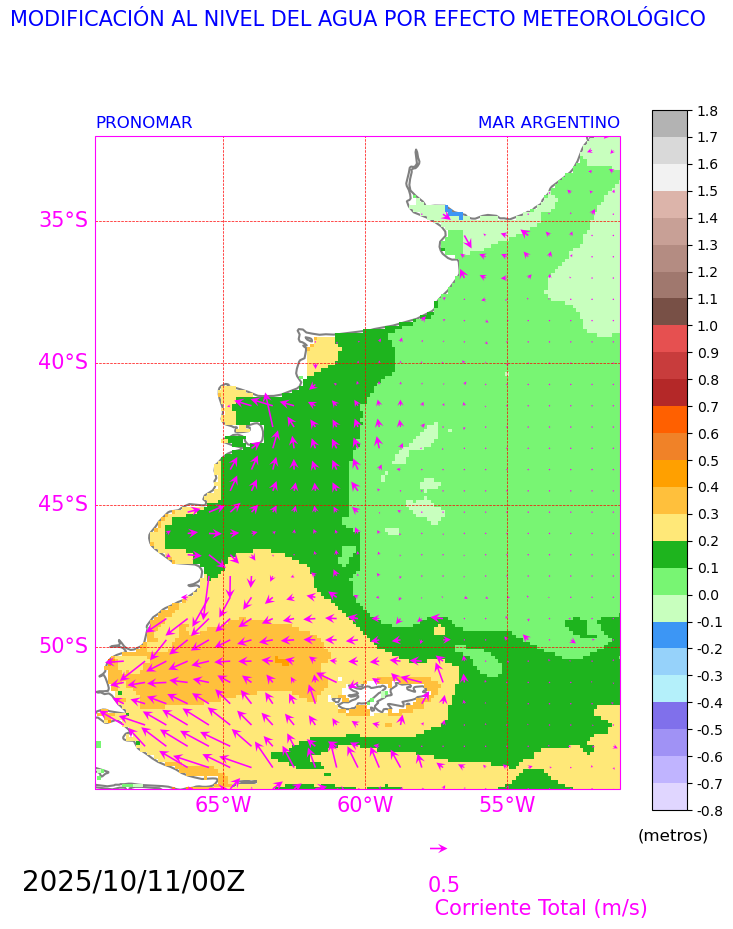 MODIFICACIÓN AL NIVEL DEL AGUA POR EFECTO METEOROLÓGICO
PRONOMAR MAR ARGENTINO
35°S
40°S
45°S
50°S
65°W 60°W 55°W
1.8
1.7
1.6
1.5
1.4
1.3
1.2
1.1
1.0
0.9
0.8
0.7
0.6
0.5
0.4
0.3
0.2
0.1
0.0
-0.1
-0.2
-0.3
-0.4
-0.5
-0.6
-0.7
-0.8
(metros)
2025/10/11/00Z
0.5
Corriente Total (m/s)